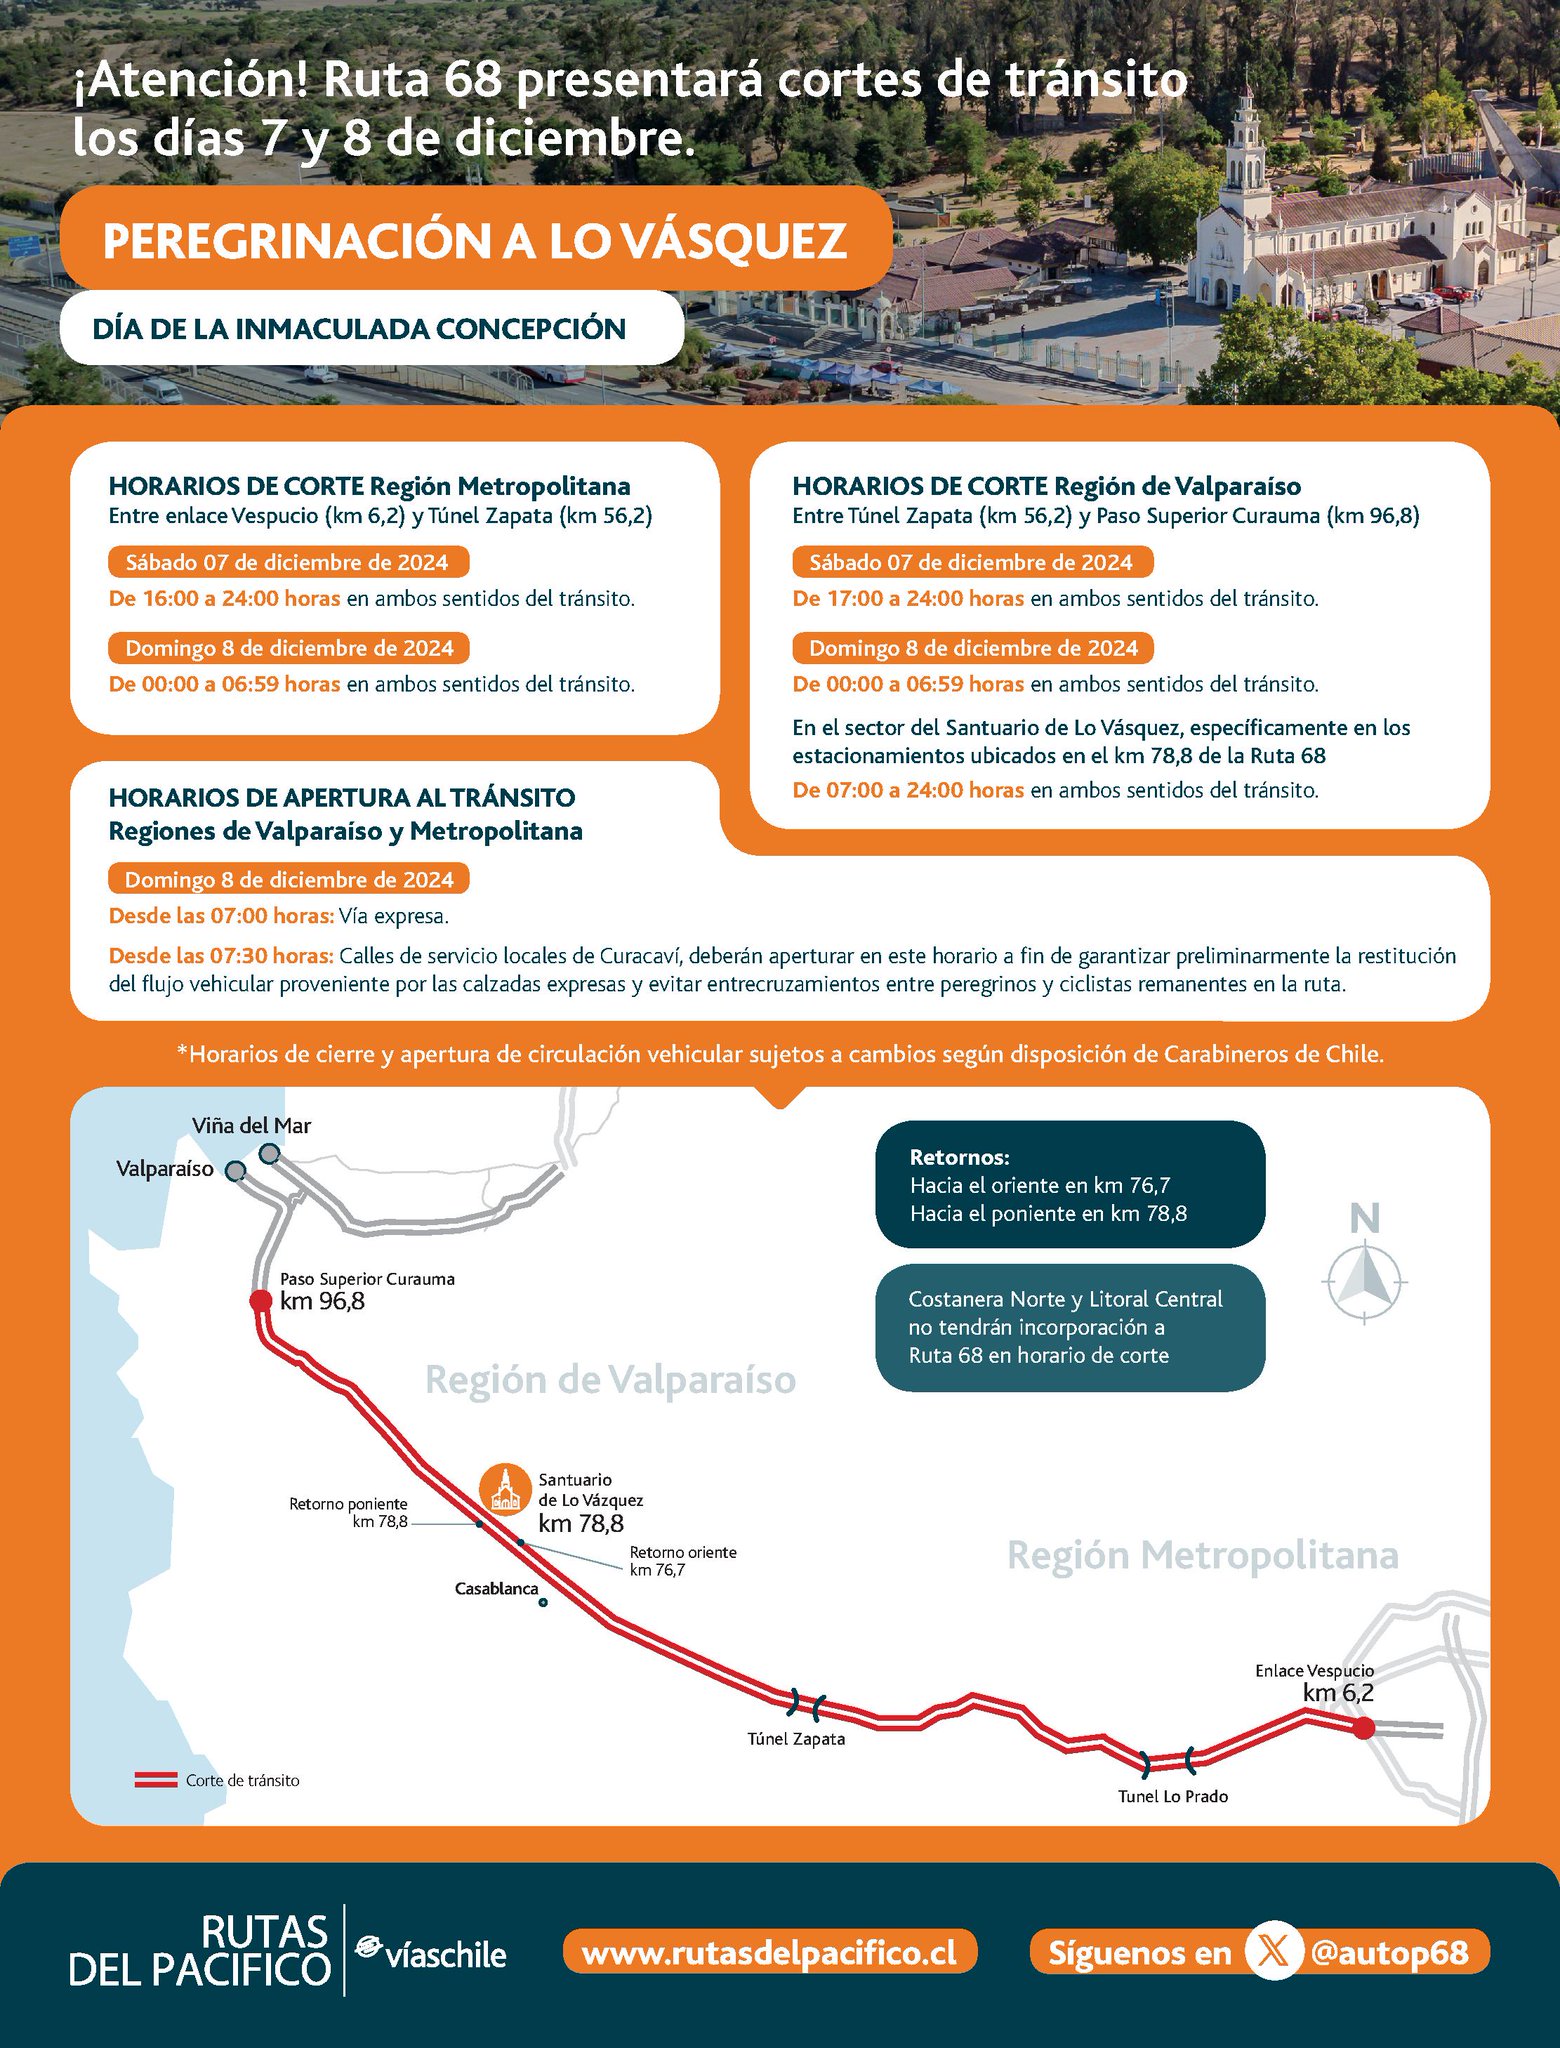 ¡Atención! Ruta 68 presentará cortes de tránsito
los días 7 y 8 de diciembre.
PEREGRINACIÓN A LO VÁSQUEZ
DÍA DE LA INMACULADA CONCEPCIÓN
HORARIOS DE CORTE Región Metropolitana
Entre enlace Vespucio (km 6,2) y Túnel Zapata (km 56,2)
Sábado 07 de diciembre de 2024
De 16:00 a 24:00 horas en ambos sentidos del tránsito.
Domingo 8 de diciembre de 2024
De 00:00 a 06:59 horas en ambos sentidos del tránsito.
HORARIOS DE CORTE Región de Valparaíso
Entre Túnel Zapata (km 56,2) y Paso Superior Curauma (km 96,8)
Sábado 07 de diciembre de 2024
De 17:00 a 24:00 horas en ambos sentidos del tránsito.
Domingo 8 de diciembre de 2024
De 00:00 a 06:59 horas en ambos sentidos del tránsito.
En el sector del Santuario de Lo Vásquez, específicamente en los
estacionamientos ubicados en el km 78,8 de la Ruta 68
De 07:00 a 24:00 horas en ambos sentidos del tránsito.
HORARIOS DE APERTURA AL TRÁNSITO
Regiones de Valparaíso y Metropolitana
Domingo 8 de diciembre de 2024
Desde las 07:00 horas: Vía expresa.
Desde las 07:30 horas: Calles de servicio locales de Curacaví, deberán aperturar en este horario a fin de garantizar preliminarmente la restitución
del flujo vehicular proveniente por las calzadas expresas y evitar entrecruzamientos entre peregrinos y ciclistas remanentes en la ruta.
*Horarios de cierre y apertura de circulación vehicular sujetos a cambios según disposición de Carabineros de Chile.
Viña del Mar
Valparaíso
Retornos:
Hacia el oriente en km 76,7
Hacia el poniente en km 78,8
N
Paso Superior Curauma
km 96,8
Costanera Norte y Litoral Central
no tendrán incorporación a
Ruta 68 en horario de corte
Región de Valparaíso
Santuario
de Lo Vázquez
km 78,8
Retorno poniente
km 78,8
Retorno oriente
km 76,7
Casablanca
Región Metropolitana
Enlace Vespucio
km 6,2
Túnel Zapata
Tunel Lo Prado
Corte de tránsito
RUTAS
DEL PACIFICO
víaschile
www.rutasdelpacifico.cl
Síguenos en X @autop68